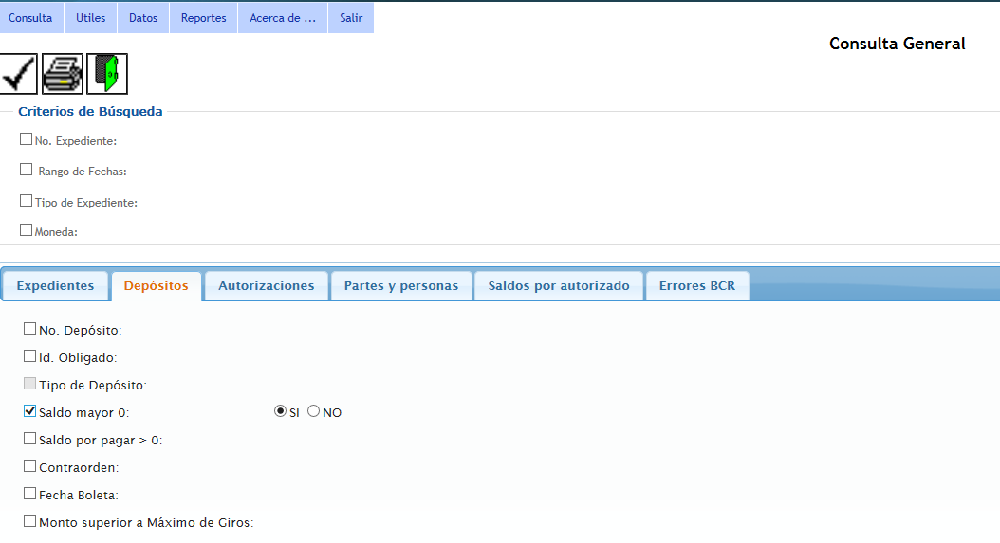 Consulta Utiles Datos Reportes Acerca de ... Salir
Consulta General
Criterios de Búsqueda
No. Expediente:
Rango de Fechas:
Tipo de Expediente:
Moneda:
Expedientes Depósitos Autorizaciones Partes y personas Saldos por autorizado Errores BCR
No. Depósito:
Id. Obligado:
Tipo de Depósito:
Saldo mayor 0: SI NO
Saldo por pagar > 0:
Contraorden:
Fecha Boleta:
Monto superior a Máximo de Giros: